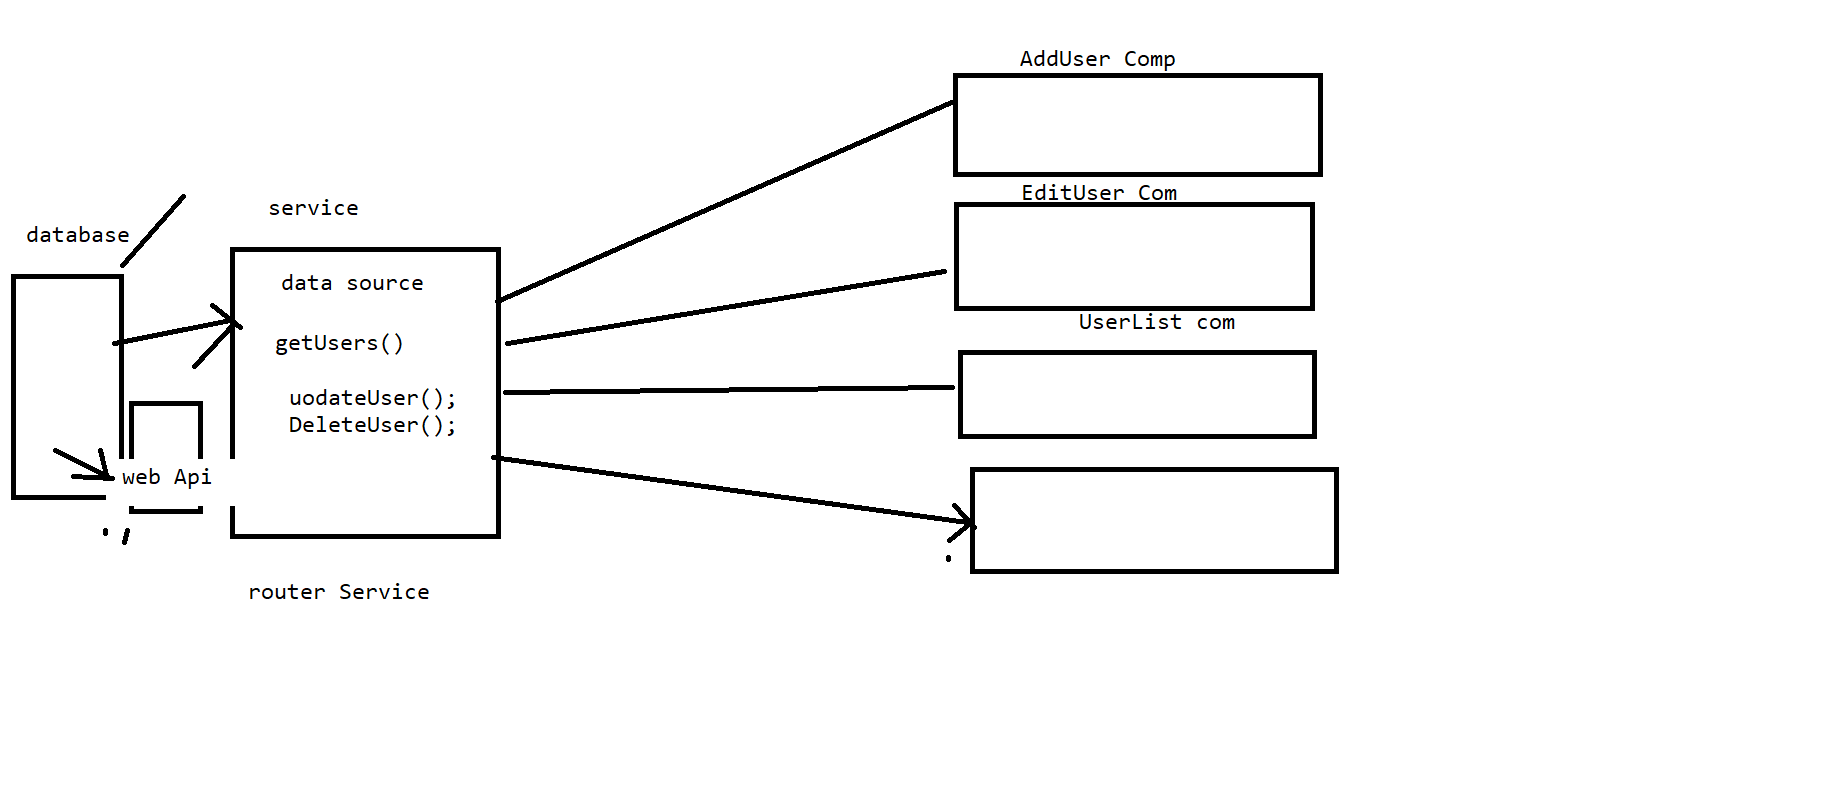 AddUser Comp
EditUser Com
service
database
data source
UserList com
getUsers()
uodateUser();
DeleteUser();
web Api
router Service